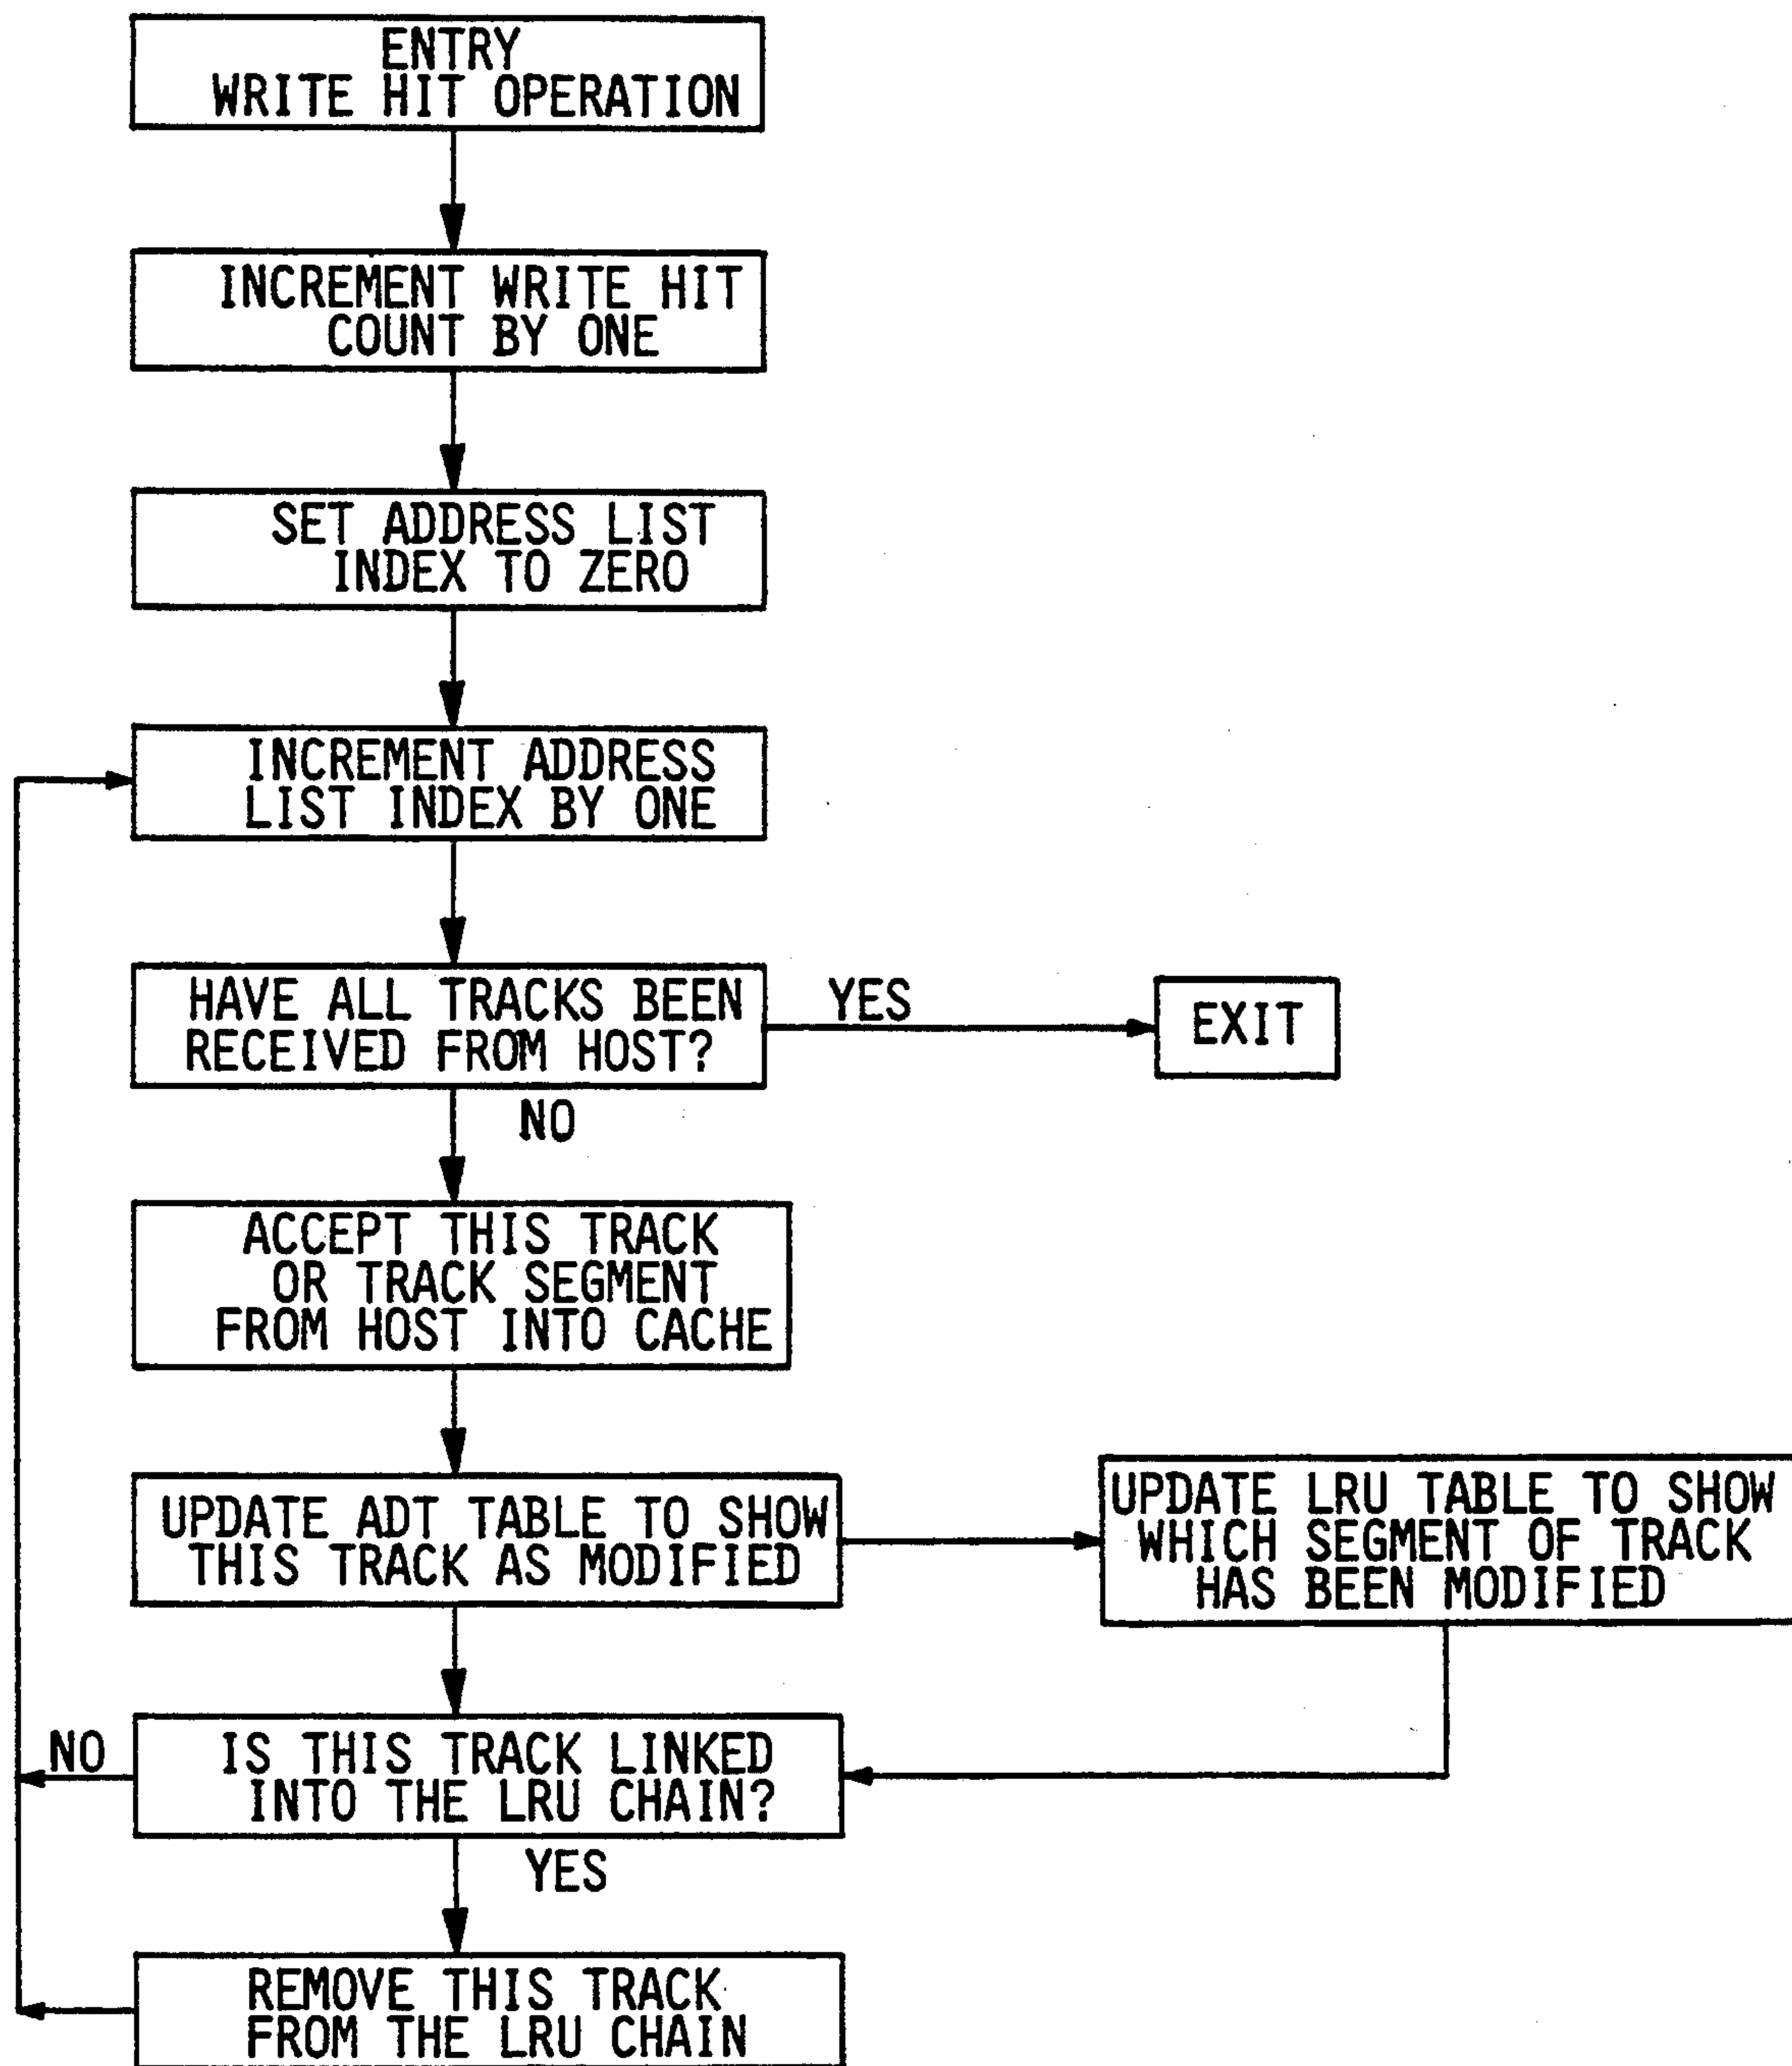 ENTRY
WRITE HIT OPERATION
INCREMENT WRITE HIT
COUNT BY ONE
SET ADDRESS LIST
INDEX TO ZERO
INCREMENT ADDRESS
LIST INDEX BY ONE
HAVE ALL TRACKS BEEN
RECEIVED FROM HOST?
YES
EXIT
NO
ACCEPT THIS TRACK
OR TRACK SEGMENT
FROM HOST INTO CACHE
UPDATE ADT TABLE TO SHOW
THIS TRACK AS MODIFIED
UPDATE LRU TABLE TO SHOW
WHICH SEGMENT OF TRACK
HAS BEEN MODIFIED
NO
IS THIS TRACK LINKED
INTO THE LRU CHAIN?
YES
REMOVE THIS TRACK
FROM THE LRU CHAIN